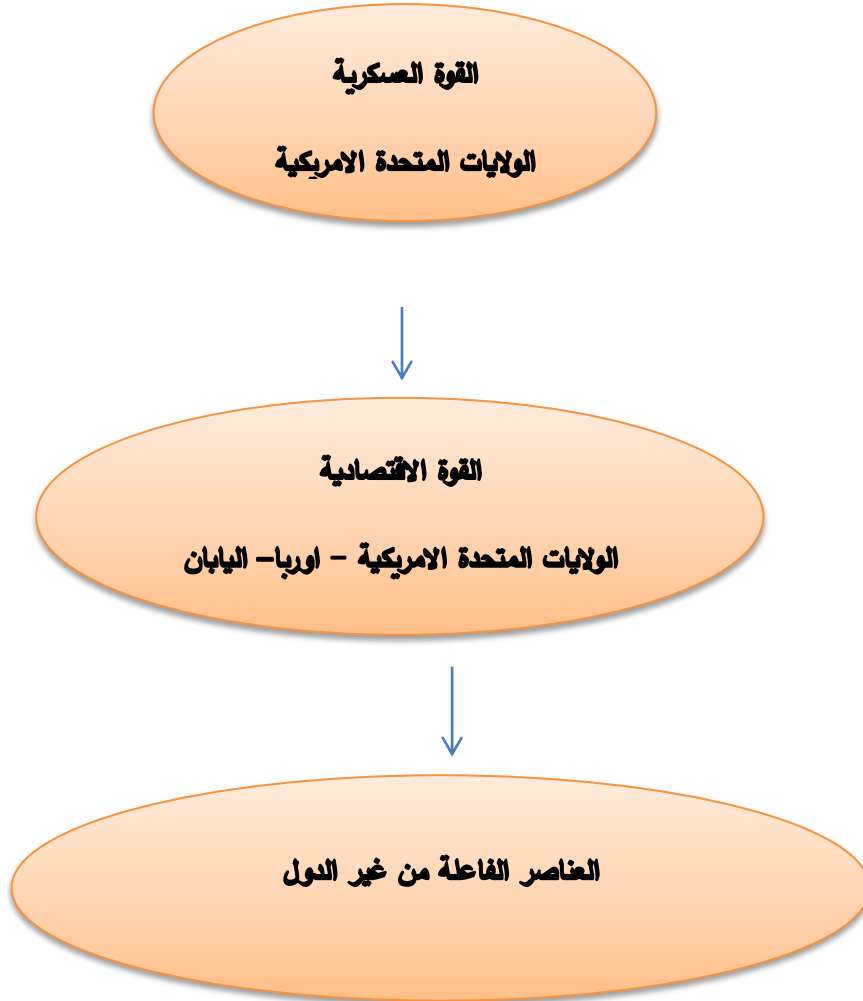 القوة العسكرية
الولايات المتحدة الامريكية
القوة الاقتصادية
الولايات المتحدة الامريكية - اوربا– اليابان
العناصر الفاعلة من غير الدول